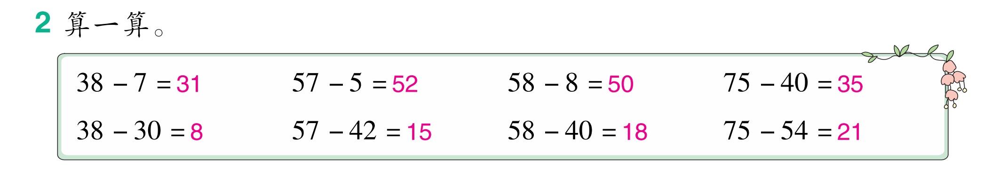 2 算一算。
38 − 7 = 31 57 − 5 = 52 58 − 8 = 50 75 − 40 = 35
38 − 30 = 8 57 − 42 = 15 58 − 40 = 18 75 − 54 = 21